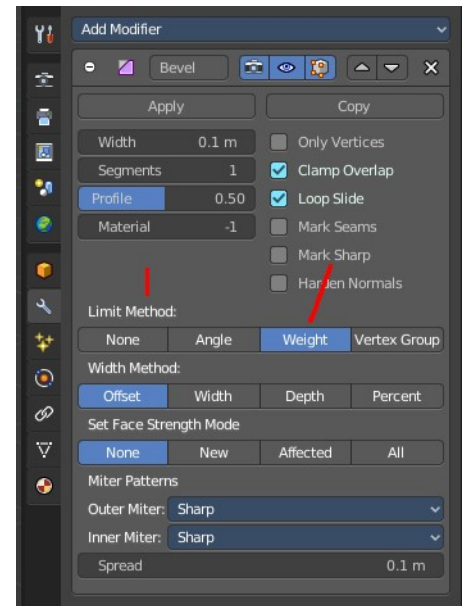 Add Modifier
Bevel
Apply Copy
Width 0.1 m Only Vertices
Segments 1 Clamp Overlap
Profile 0.50 Loop Slide
Material -1 Mark Seams
Mark Sharp
Harden Normals
Limit Method:
None Angle Weight Vertex Group
Width Method:
Offset Width Depth Percent
Set Face Strength Mode
None New Affected All
Miter Patterns
Outer Miter: Sharp
Inner Miter: Sharp
Spread 0.1 m